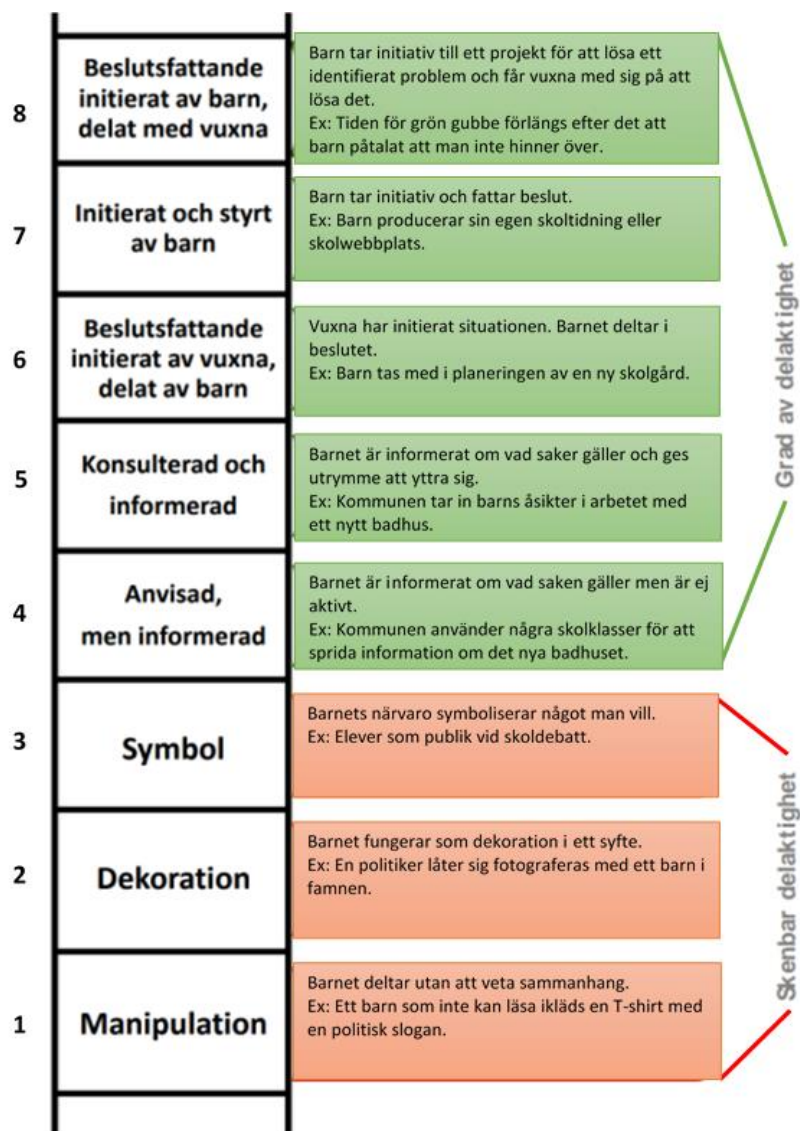 8
Beslutsfattande
initierat av barn,
delat med vuxna
Barn tar initiativ till ett projekt för att lösa ett
identifierat problem och får vuxna med sig på att
lösa det.
Ex: Tiden för grön gubbe förlängs efter det att
barn påtalat att man inte hinner över.
7
Initierat och styrt
av barn
Barn tar initiativ och fattar beslut.
Ex: Barn producerar sin egen skoltidning eller
skolwebbplats.
6
Beslutsfattande
initierat av vuxna,
delat av barn
Vuxna har initierat situationen. Barnet deltar i
beslutet.
Ex: Barn tas med i planeringen av en ny skolgård.
5
Konsulterad och
informerad
Barnet är informerat om vad saker gäller och ges
utrymme att yttra sig.
Ex: Kommunen tar in barns åsikter i arbetet med
ett nytt badhus.
4
Anvisad,
men informerad
Barnet är informerat om vad saken gäller men är ej
aktivt.
Ex: Kommunen använder några skolklasser för att
sprida information om det nya badhuset.
Grad av delaktighet
3
Symbol
Barnets närvaro symboliserar något man vill.
Ex: Elever som publik vid skoldebatt.
2
Dekoration
Barnet fungerar som dekoration i ett syfte.
Ex: En politiker låter sig fotograferas med ett barn i
famnen.
1
Manipulation
Barnet deltar utan att veta sammanhang.
Ex: Ett barn som inte kan läsa ikläds en T-shirt med
en politisk slogan.
Skenbar delaktighet